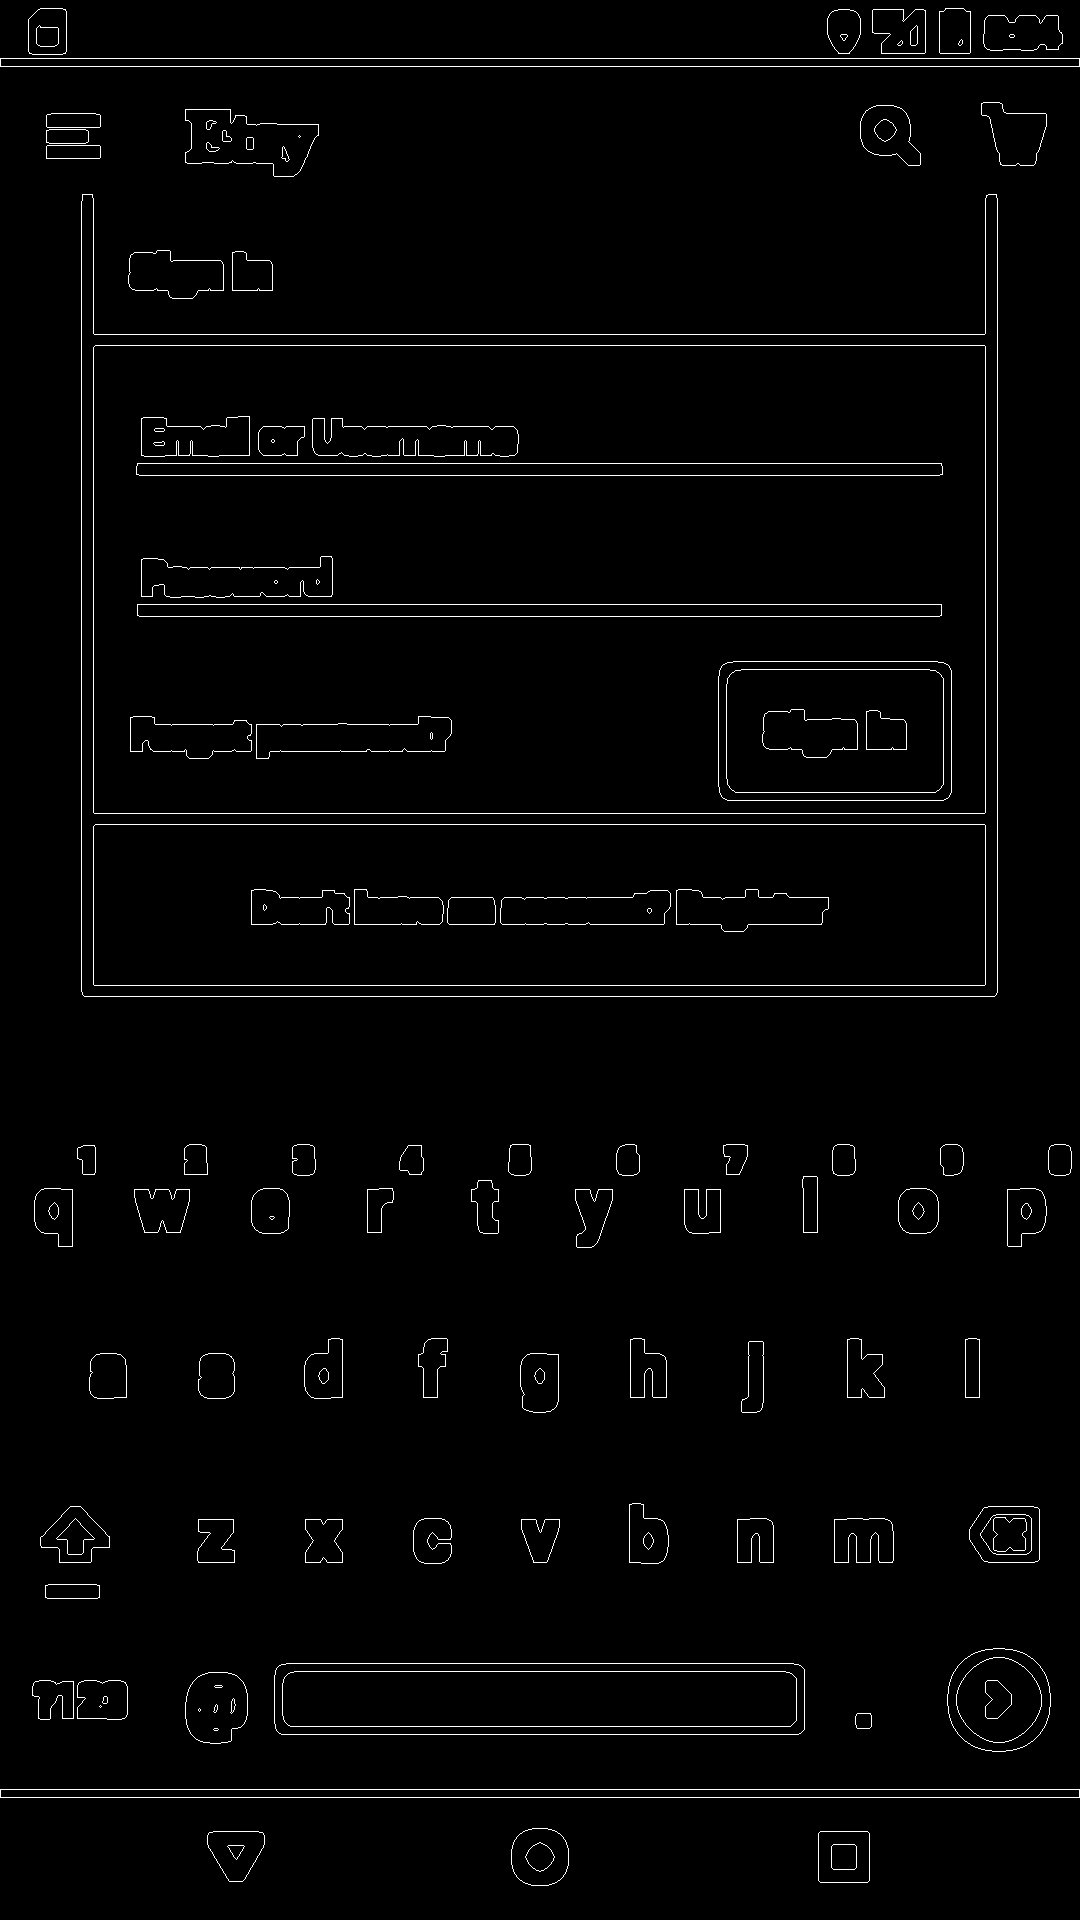 Etsy
Sign in
Email or Username
Password
Forgot password?
Sign in
Don't have an account? Register
1 2 3 4 5 6 7 8 9 0
q w e r t y u l o p
a s d f g h j k l
z x c v b n m
?123 @ .